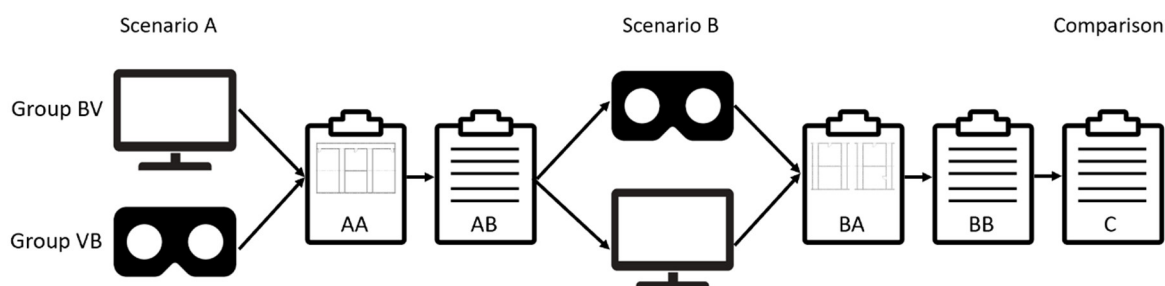 Scenario A
Scenario B
Comparison
Group BV
Group VB
AA
AB
BA
BB
C